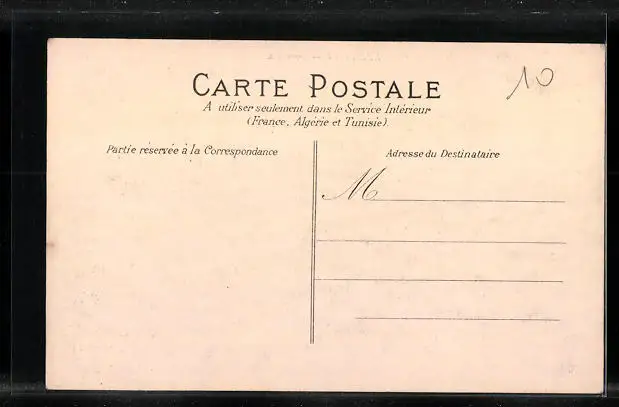 10
CARTE POSTALE
A utiliser seulement dans le Service Intérieur
(France, Algérie et Tunisie).
Partie réservée à la Correspondance
Adresse du Destinataire
M